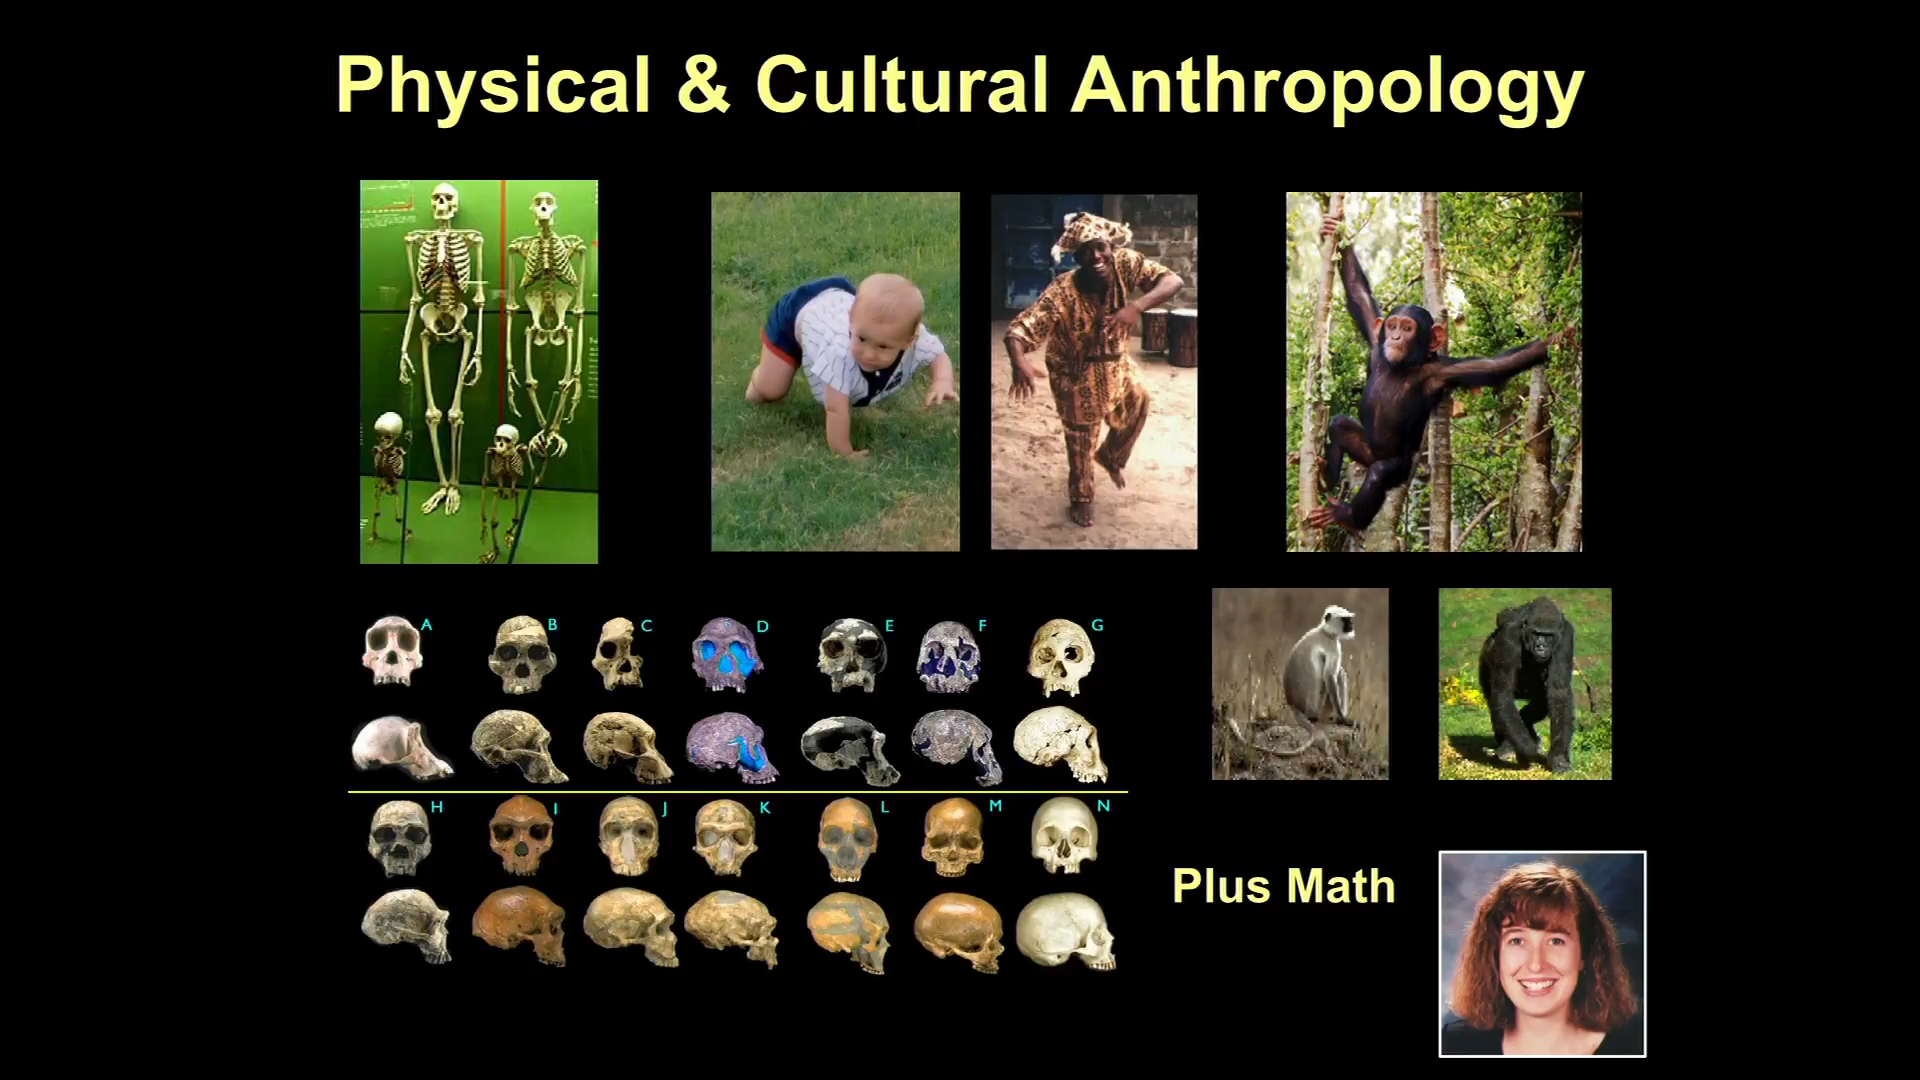 Physical & Cultural Anthropology
A B C D E F G
H I J K L M N
Plus Math